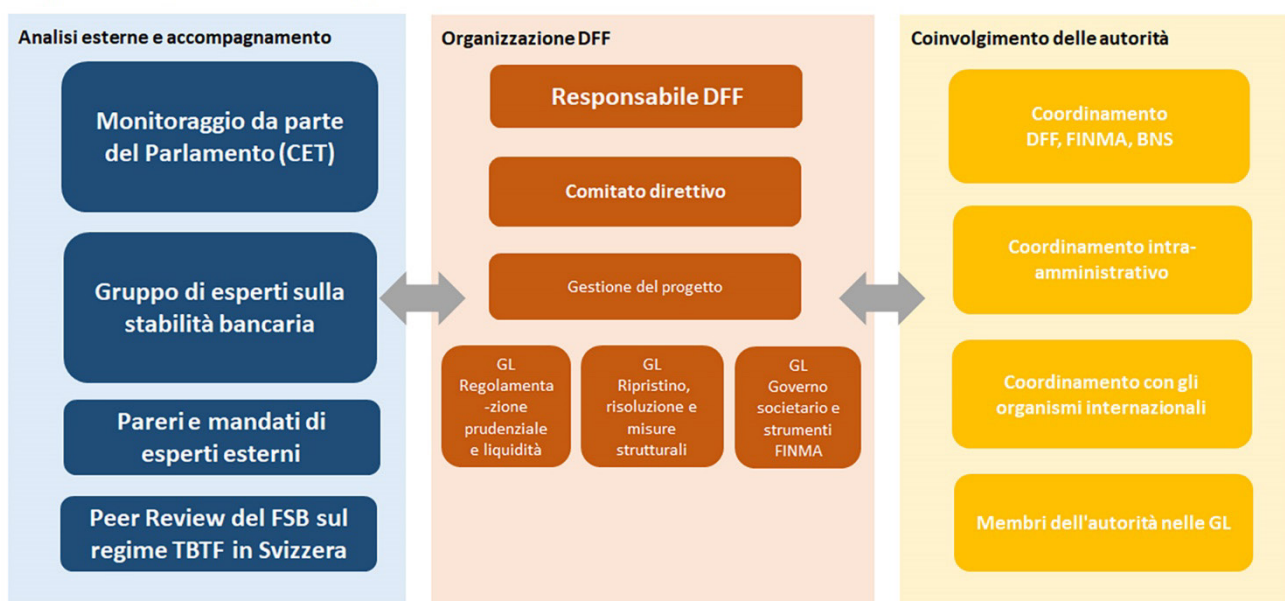 Analisi esterne e accompagnamento
Monitoraggio da parte
del Parlamento (CET)
Gruppo di esperti sulla
stabilità bancaria
Pareri e mandati di
esperti esterni
Peer Review del FSB sul
regime TBTF in Svizzera
Organizzazione DFF
Responsabile DFF
Comitato direttivo
Gestione del progetto
GL
Regolamenta
-zione
prudenziale
e liquidità
GL
Ripristino,
risoluzione e
misure
strutturali
GL
Governo
societario e
strumenti
FINMA
Coinvolgimento delle autorità
Coordinamento
DFF, FINMA, BNS
Coordinamento intra-
amministrativo
Coordinamento con gli
organismi internazionali
Membri dell'autorità nelle GL